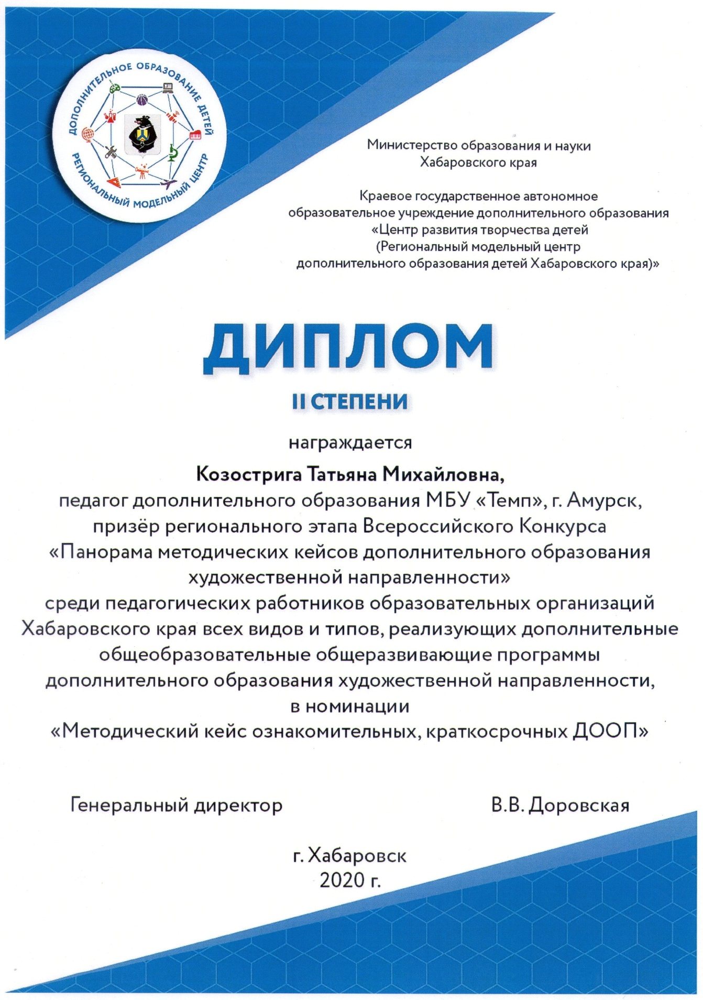 ДОПОЛНИТЕЛЬНОЕ ОБРАЗОВАНИЕ ДЕТЕЙ
РЕГИОНАЛЬНЫЙ МОДЕЛЬНЫЙ ЦЕНТР
Министерство образования и науки
Хабаровского края
Краевое государственное автономное
образовательное учреждение дополнительного образования
«Центр развития творчества детей
(Региональный модельный центр
дополнительного образования детей Хабаровского края)»
ДИПЛОМ
II СТЕПЕНИ
награждается
Козострига Татьяна Михайловна,
педагог дополнительного образования МБУ «Темп», г. Амурск,
призёр регионального этапа Всероссийского Конкурса
«Панорама методических кейсов дополнительного образования
художественной направленности»
среди педагогических работников образовательных организаций
Хабаровского края всех видов и типов, реализующих дополнительные
общеобразовательные общеразвивающие программы
дополнительного образования художественной направленности,
в номинации
«Методический кейс ознакомительных, краткосрочных ДООП»
Генеральный директор В.В. Доровская
г. Хабаровск
2020 г.